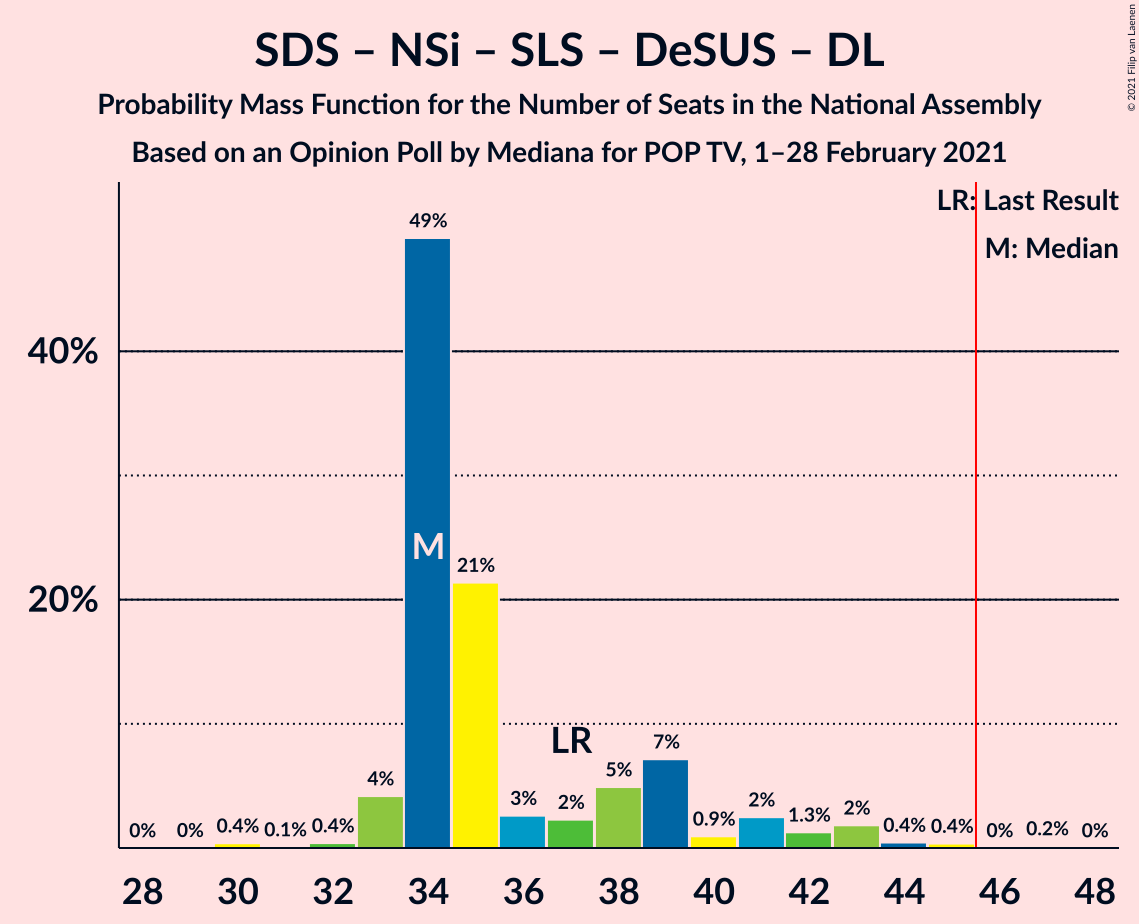 SDS – NSi – SLS – DeSUS – DL
Probability Mass Function for the Number of Seats in the National Assembly
Based on an Opinion Poll by Mediana for POP TV, 1–28 February 2021
© 2021 Filip van Laenen
LR: Last Result
M: Median
40%
20%
0%
0%
0.4%
0.1%
0.4%
4%
49%
M
21%
3%
LR
2%
5%
7%
0.9%
2%
1.3%
2%
0.4%
0.4%
0%
0.2%
0%
28 30 32 34 36 38 40 42 44 46 48